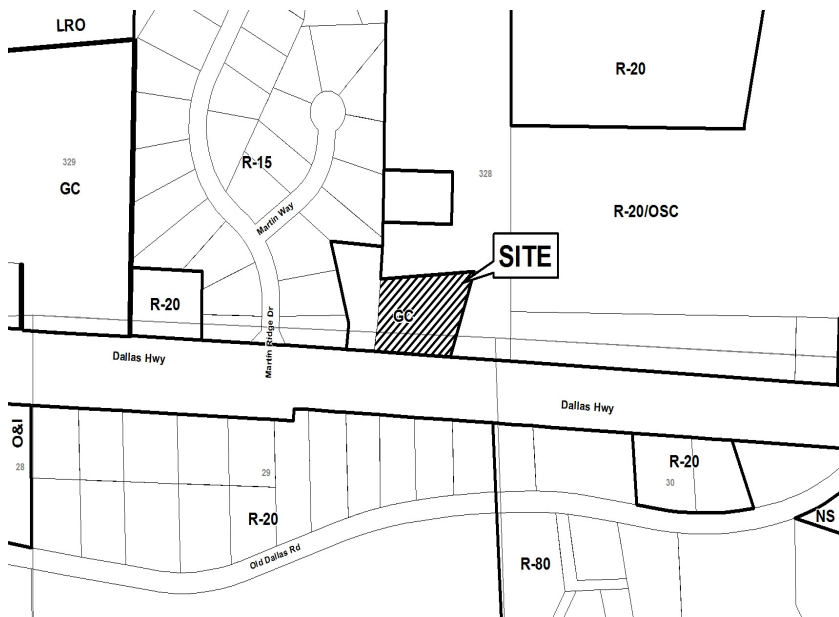 LRO
R-20
329
GC
R-15
328
Martin Way
R-20/OSC
SITE
R-20
GC
Martin Ridge Dr
Dallas Hwy
Dallas Hwy
O&I
28
29
R-20
30
R-20
NS
Old Dallas Rd
R-80